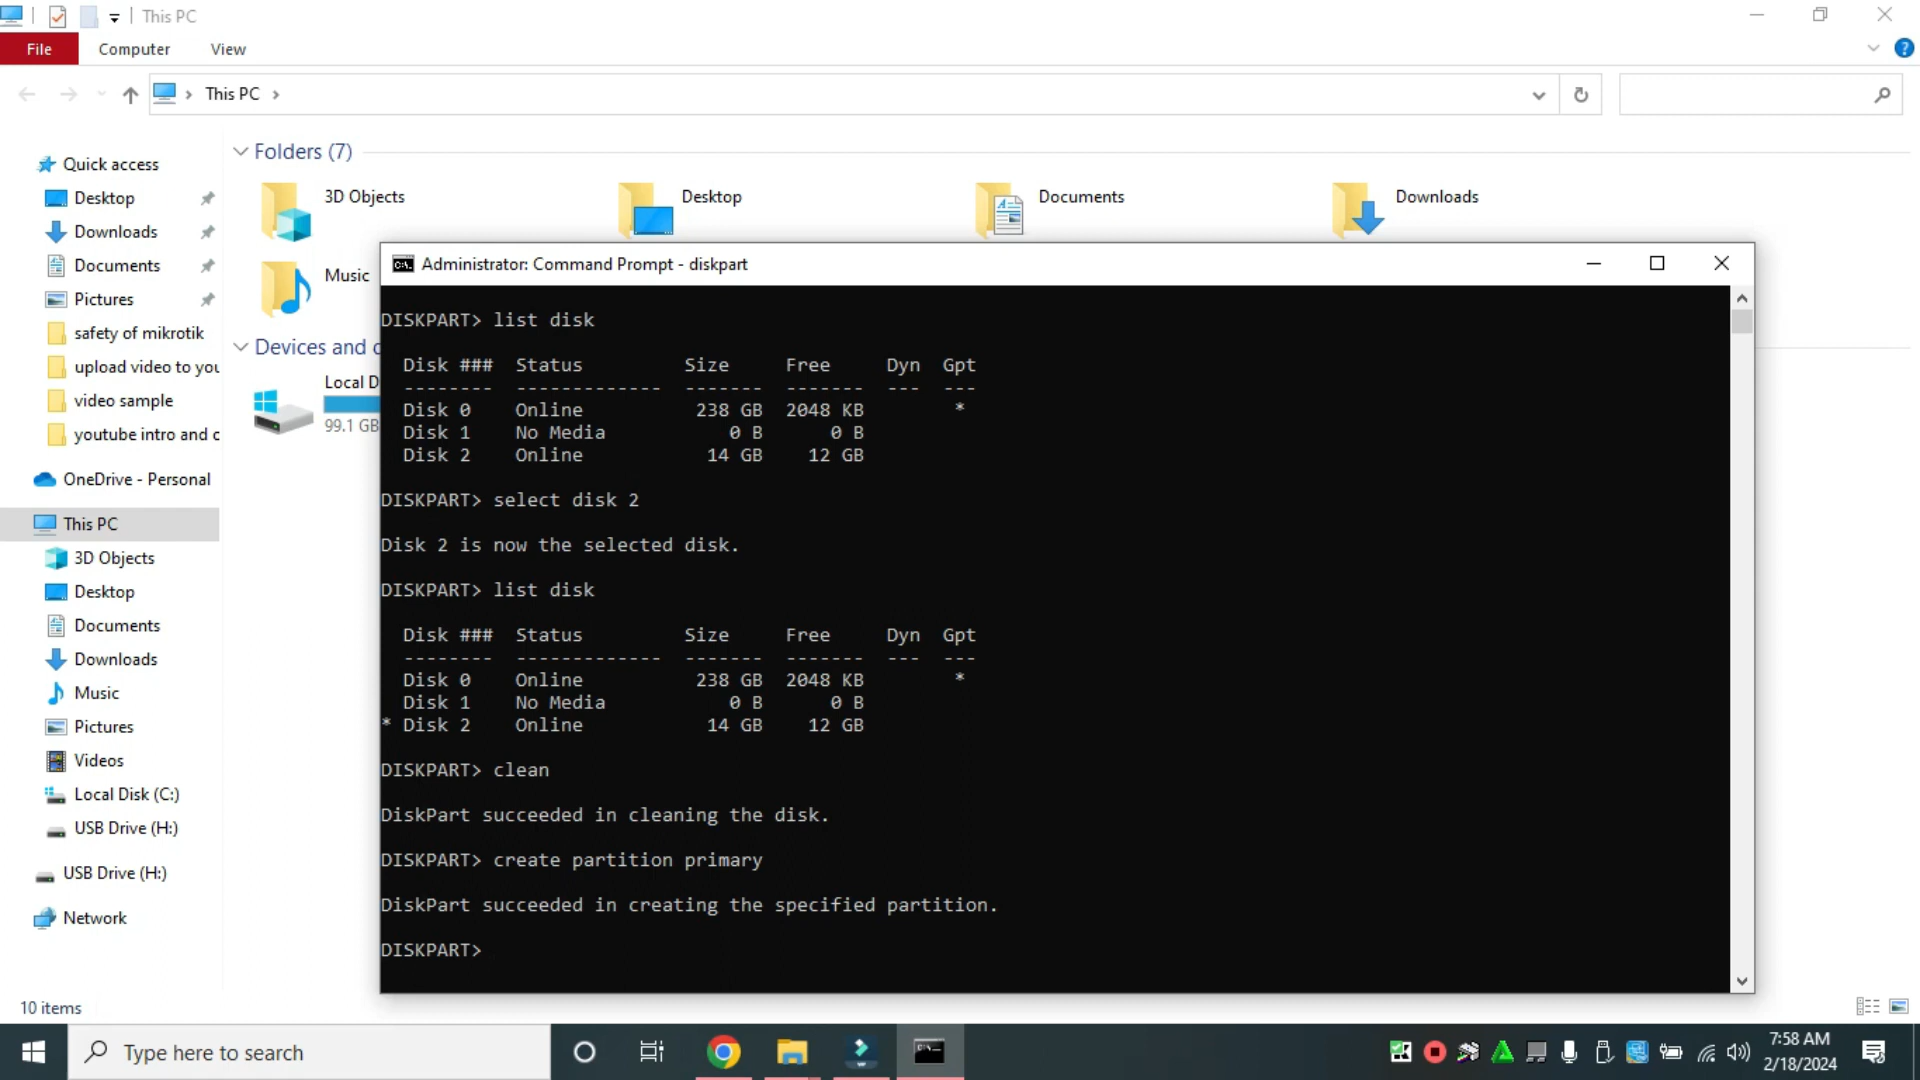 This PC
File
Computer
View
This PC
Quick access
Desktop
Downloads
Documents
Pictures
safety of mikrotik
upload video to you
video sample
youtube intro and c
OneDrive - Personal
This PC
3D Objects
Desktop
Documents
Downloads
Music
Pictures
Videos
Local Disk (C:)
USB Drive (H:)
USB Drive (H:)
Network
Folders (7)
3D Objects
Desktop
Documents
Downloads
Music
Devices and d
Local D
99.1 GB
Administrator: Command Prompt - diskpart
DISKPART> list disk
Disk ###  Status         Size     Free     Dyn  Gpt
--------  -------------  -------  -------  ---  ---
Disk 0    Online          238 GB  2048 KB        *
Disk 1    No Media           0 B      0 B
Disk 2    Online           14 GB    12 GB
DISKPART> select disk 2
Disk 2 is now the selected disk.
DISKPART> list disk
Disk ###  Status         Size     Free     Dyn  Gpt
--------  -------------  -------  -------  ---  ---
Disk 0    Online          238 GB  2048 KB        *
Disk 1    No Media           0 B      0 B
* Disk 2    Online           14 GB    12 GB
DISKPART> clean
DiskPart succeeded in cleaning the disk.
DISKPART> create partition primary
DiskPart succeeded in creating the specified partition.
DISKPART>
10 items
Type here to search
7:58 AM
2/18/2024